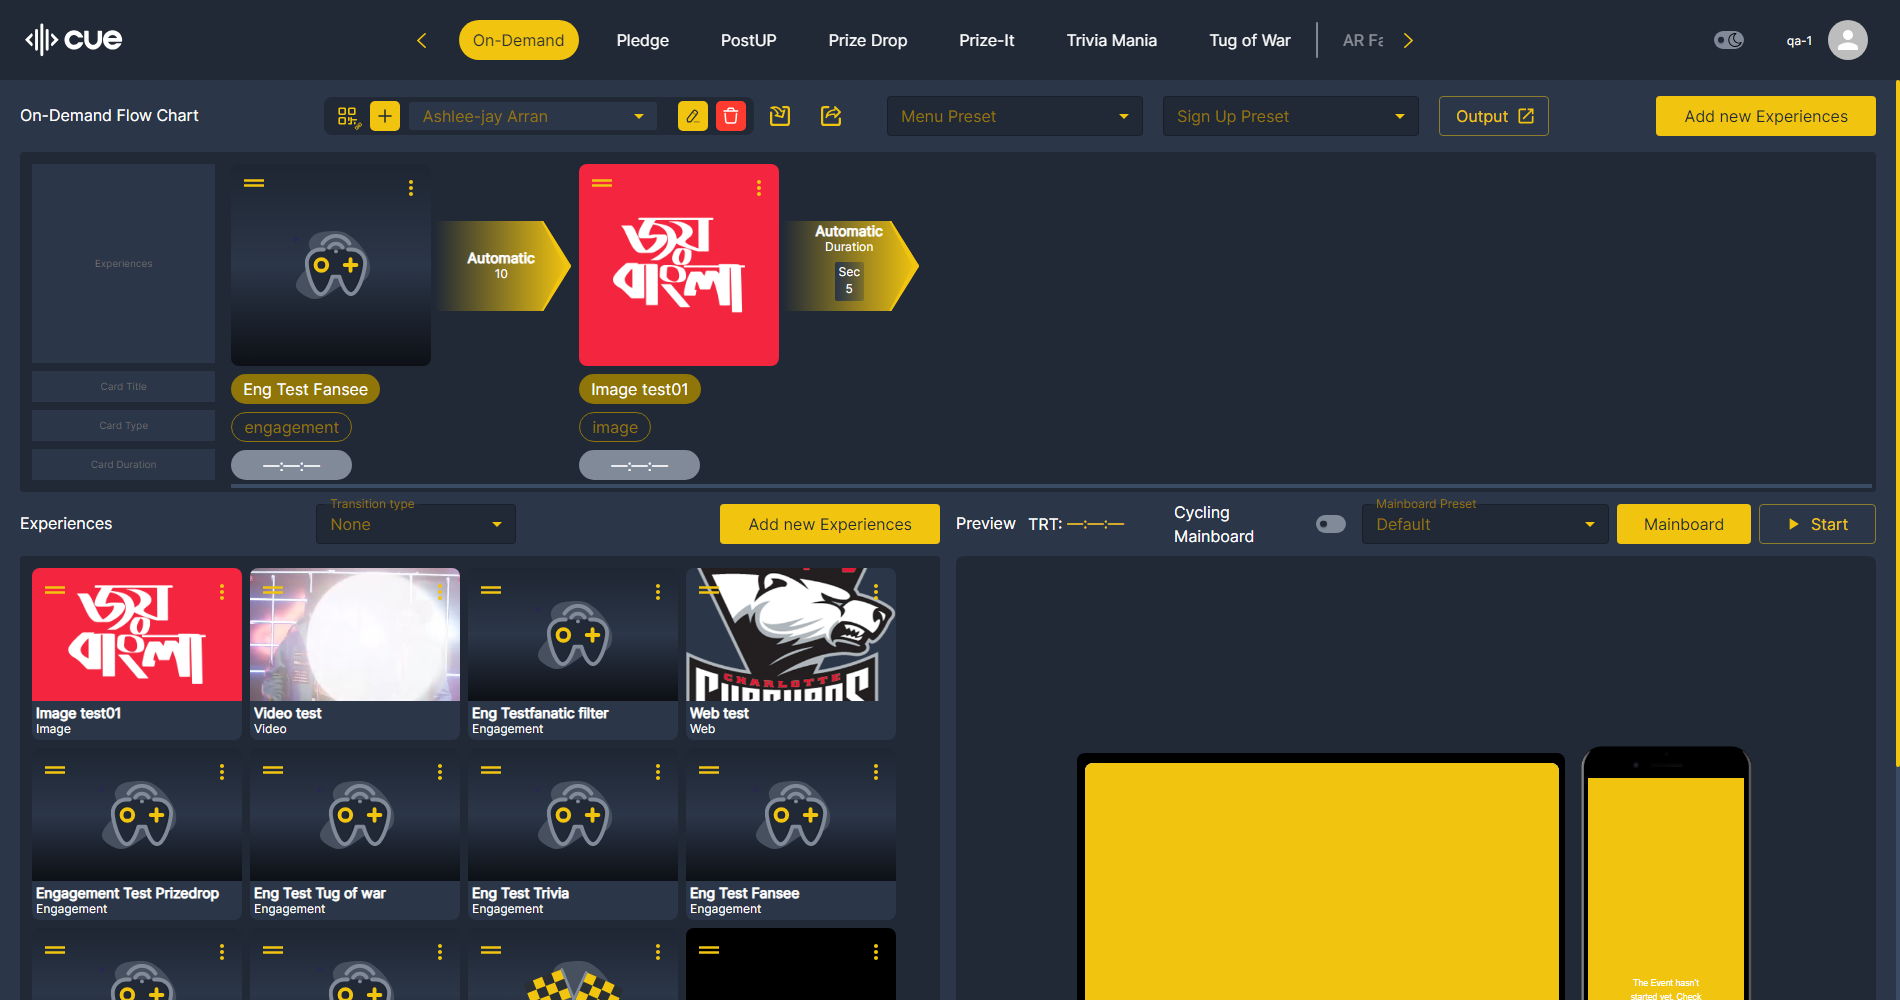 cue
On-Demand
Pledge
PostUP
Prize Drop
Prize-It
Trivia Mania
Tug of War
AR Fa
qa-1
On-Demand Flow Chart
Ashlee-jay Arran
Menu Preset
Sign Up Preset
Output
Add new Experiences
Experiences
Automatic
10
জয়
বাংলা
Automatic
Duration
Sec
5
Card Title
Eng Test Fansee
Image test01
Card Type
engagement
image
Card Duration
—:—:—
—:—:—
Experiences
Transition type
None
Add new Experiences
Preview
TRT: —:—:—
Cycling
Mainboard
Mainboard Preset
Default
Mainboard
Start
জয়
বাংলা
CHARLOTTE
Image test01
Image
Video test
Video
Eng Testfanatic filter
Engagement
Web test
Web
Engagement Test Prizedrop
Engagement
Eng Test Tug of war
Engagement
Eng Test Trivia
Engagement
Eng Test Fansee
Engagement
The Event hasn't
started yet. Check